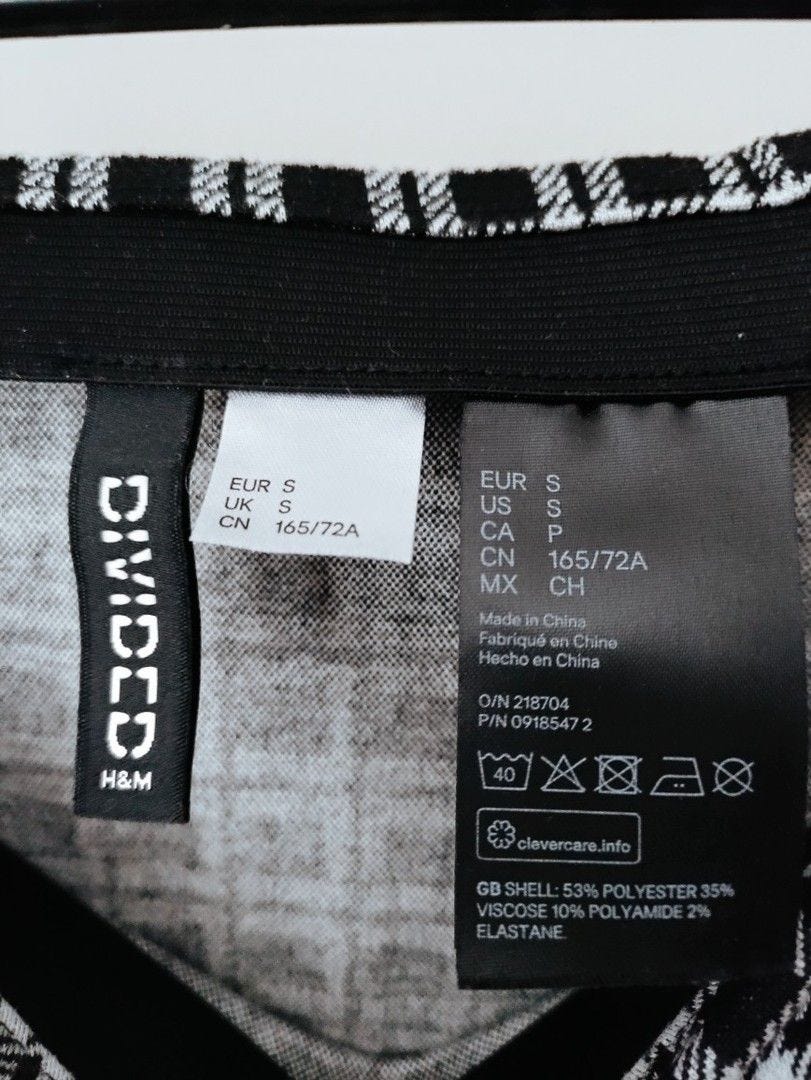 DIVIDED
H&M
EUR S
UK S
CN 165/72A
EUR S
US S
CA P
CN 165/72A
MX CH
Made in China
Fabriqué en Chine
Hecho en China
O/N 218704
P/N 0918547 2
40
clevercare.info
GB SHELL: 53% POLYESTER 35%
VISCOSE 10% POLYAMIDE 2%
ELASTANE.